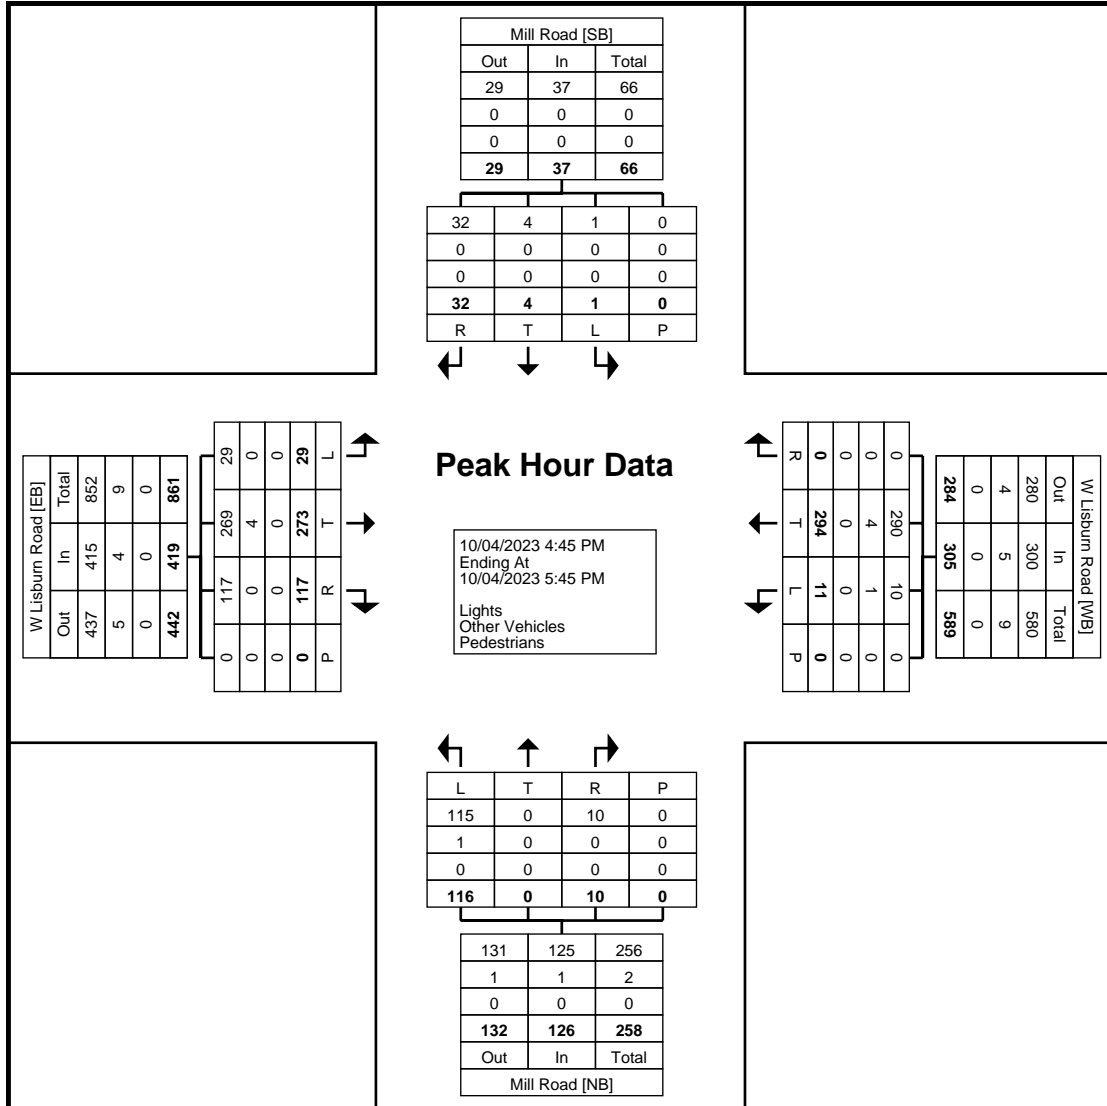 Mill Road [SB]
Out In Total
29 37 66
0 0 0
0 0 0
29 37 66
32 4 1 0
0 0 0 0
0 0 0 0
32 4 1 0
R T L P
W Lisburn Road [EB]
Total In Out
852 415 437
9 4 5
0 0 0
861 419 442
29 269 117 0
0 4 0 0
0 0 0 0
29 273 117 0
L T R P
Peak Hour Data
10/04/2023 4:45 PM
Ending At
10/04/2023 5:45 PM
Lights
Other Vehicles
Pedestrians
R T L P
0 294 11 0
0 0 0 0
0 4 1 0
0 290 10 0
W Lisburn Road [WB]
Out In Total
280 300 580
4 5 9
0 0 0
284 305 589
L T R P
115 0 10 0
1 0 0 0
0 0 0 0
116 0 10 0
131 125 256
1 1 2
0 0 0
132 126 258
Out In Total
Mill Road [NB]